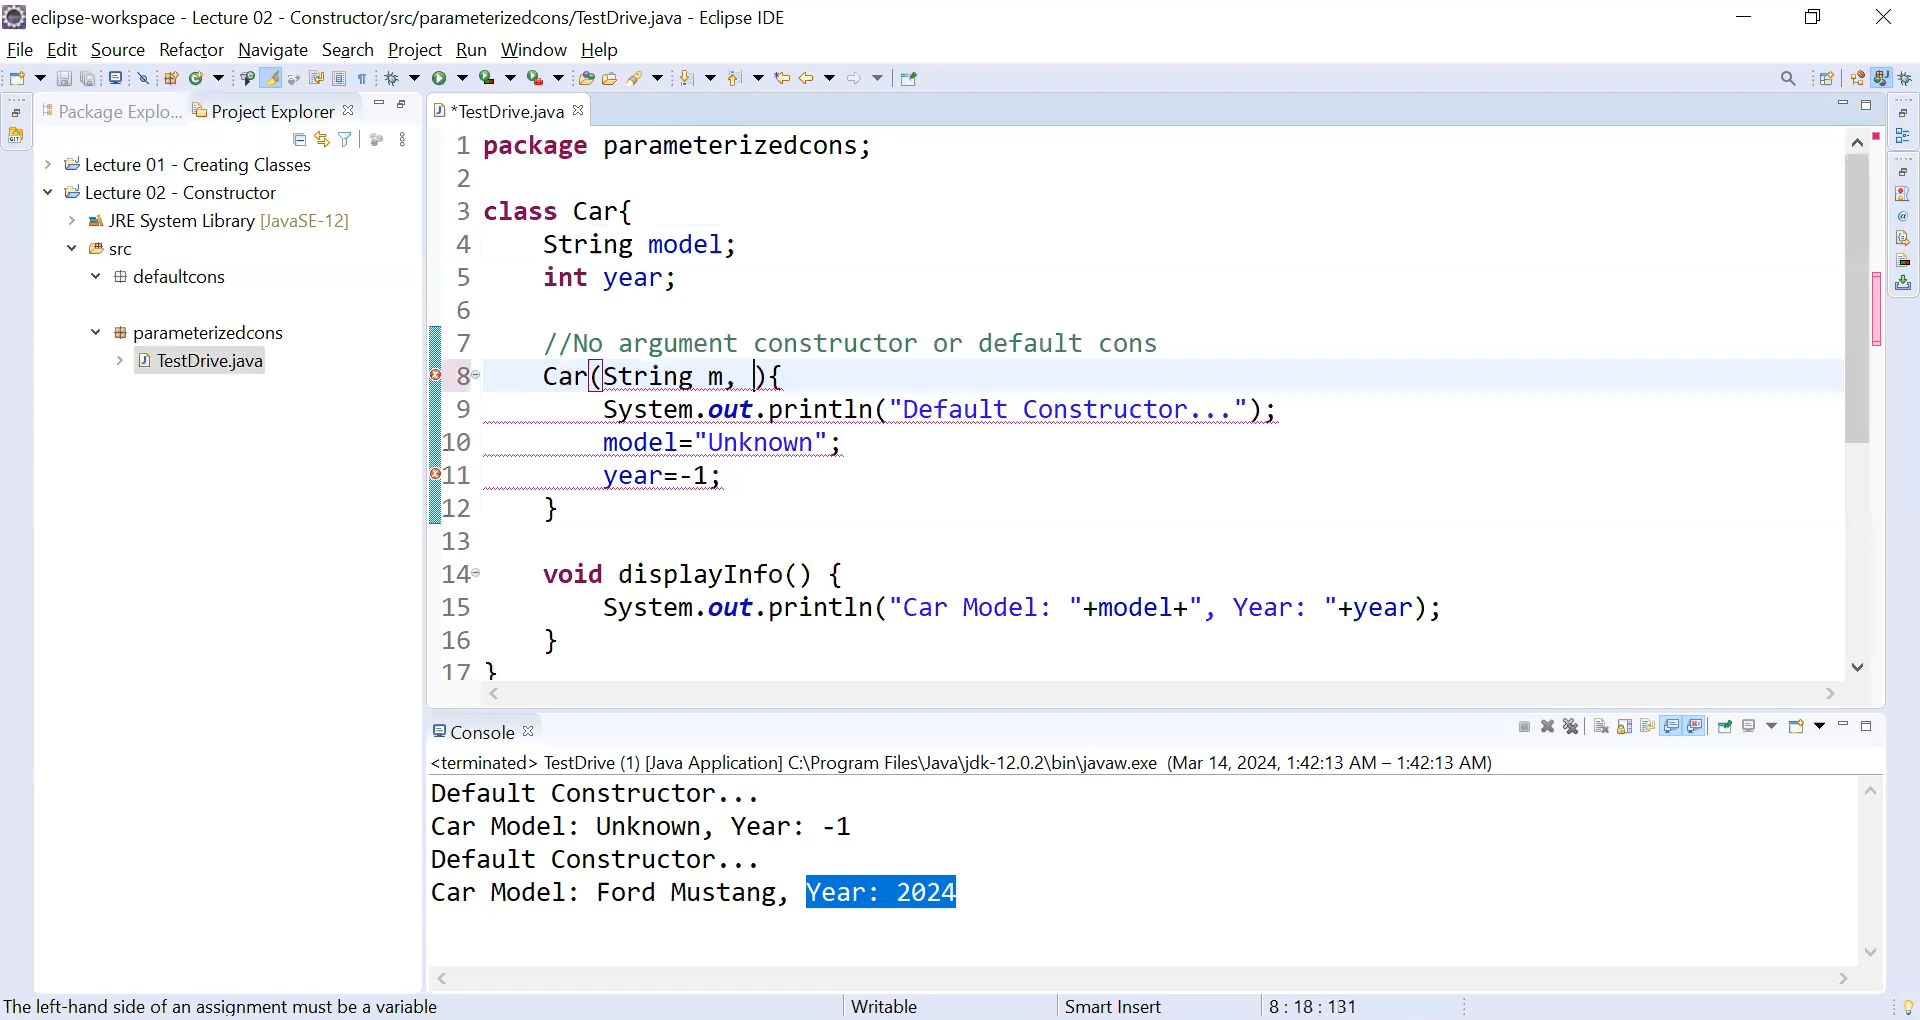 eclipse-workspace - Lecture 02 - Constructor/src/parameterizedcons/TestDrive.java - Eclipse IDE
File Edit Source Refactor Navigate Search Project Run Window Help
Package Explo... Project Explorer
Lecture 01 - Creating Classes
Lecture 02 - Constructor
JRE System Library [JavaSE-12]
src
defaultcons
parameterizedcons
TestDrive.java
*TestDrive.java
1 package parameterizedcons;
2
3 class Car{
4 String model;
5 int year;
6
7 //No argument constructor or default cons
8 Car(String m, ){
9 System.out.println("Default Constructor...");
10 model="Unknown";
11 year=-1;
12 }
13
14 void displayInfo() {
15 System.out.println("Car Model: "+model+", Year: "+year);
16 }
17 }
Console
<terminated> TestDrive (1) [Java Application] C:\Program Files\Java\jdk-12.0.2\bin\javaw.exe (Mar 14, 2024, 1:42:13 AM – 1:42:13 AM)
Default Constructor...
Car Model: Unknown, Year: -1
Default Constructor...
Car Model: Ford Mustang, Year: 2024
The left-hand side of an assignment must be a variable Writable Smart Insert 8 : 18 : 131